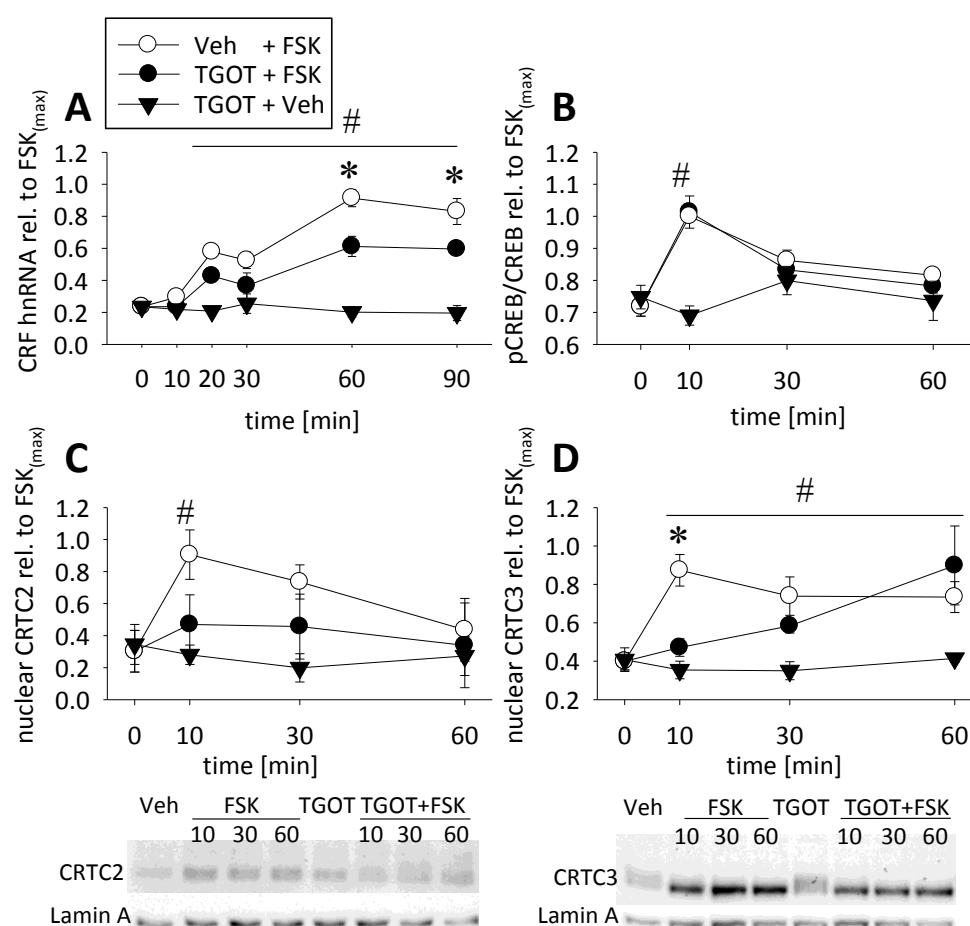 Veh + FSK
TGOT + FSK
TGOT + Veh
A
CRF hnRNA rel. to FSK(max)
#
* *
1.2
1.0
0.8
0.6
0.4
0.2
0.0
0 10 20 30 60 90
time [min]
B
pCREB/CREB rel. to FSK(max)
#
1.2
1.0
0.9
0.8
0.7
0.6
0 10 30 60
time [min]
C
nuclear CRTC2 rel. to FSK(max)
#
1.2
1.0
0.8
0.6
0.4
0.2
0.0
0 10 30 60
time [min]
D
nuclear CRTC3 rel. to FSK(max)
#
*
1.2
1.0
0.8
0.6
0.4
0.2
0 10 30 60
time [min]
Veh FSK TGOT TGOT+FSK
10 30 60 10 30 60
CRTC2
Lamin A
Veh FSK TGOT TGOT+FSK
10 30 60 10 30 60
CRTC3
Lamin A